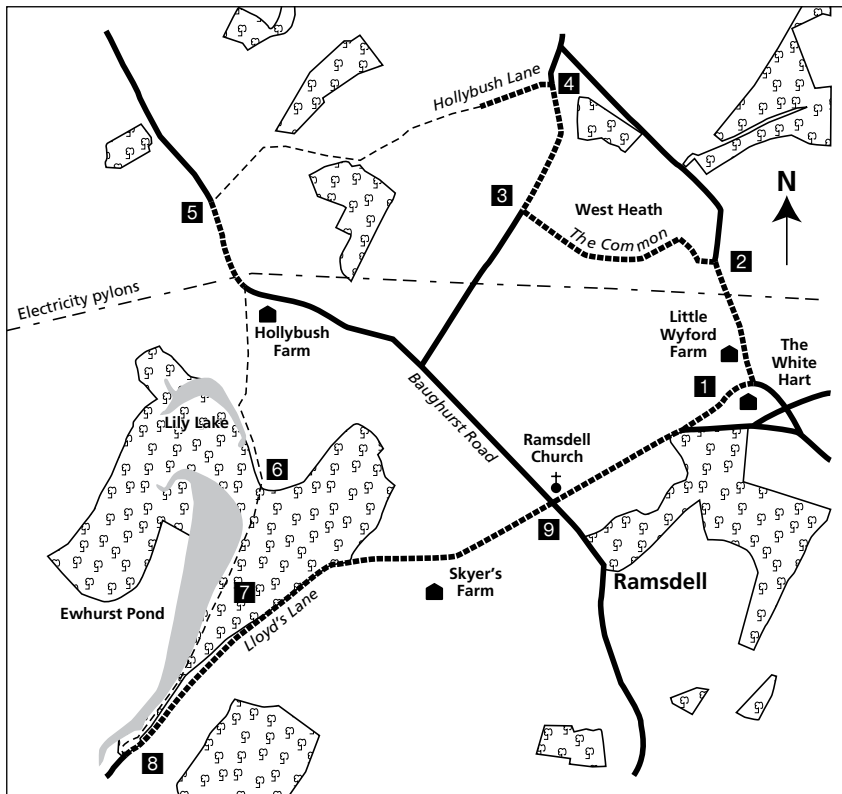 Hollybush Lane
4
N
3
West Heath
5
The Common
2
Electricity pylons
Little
Wyford
Farm
The
White
Hart
Hollybush
Farm
1
Baughurst Road
Lily Lake
Ramsdell
Church
6
9
7
Skyer's
Farm
Ramsdell
Ewhurst Pond
Lloyd's Lane
8